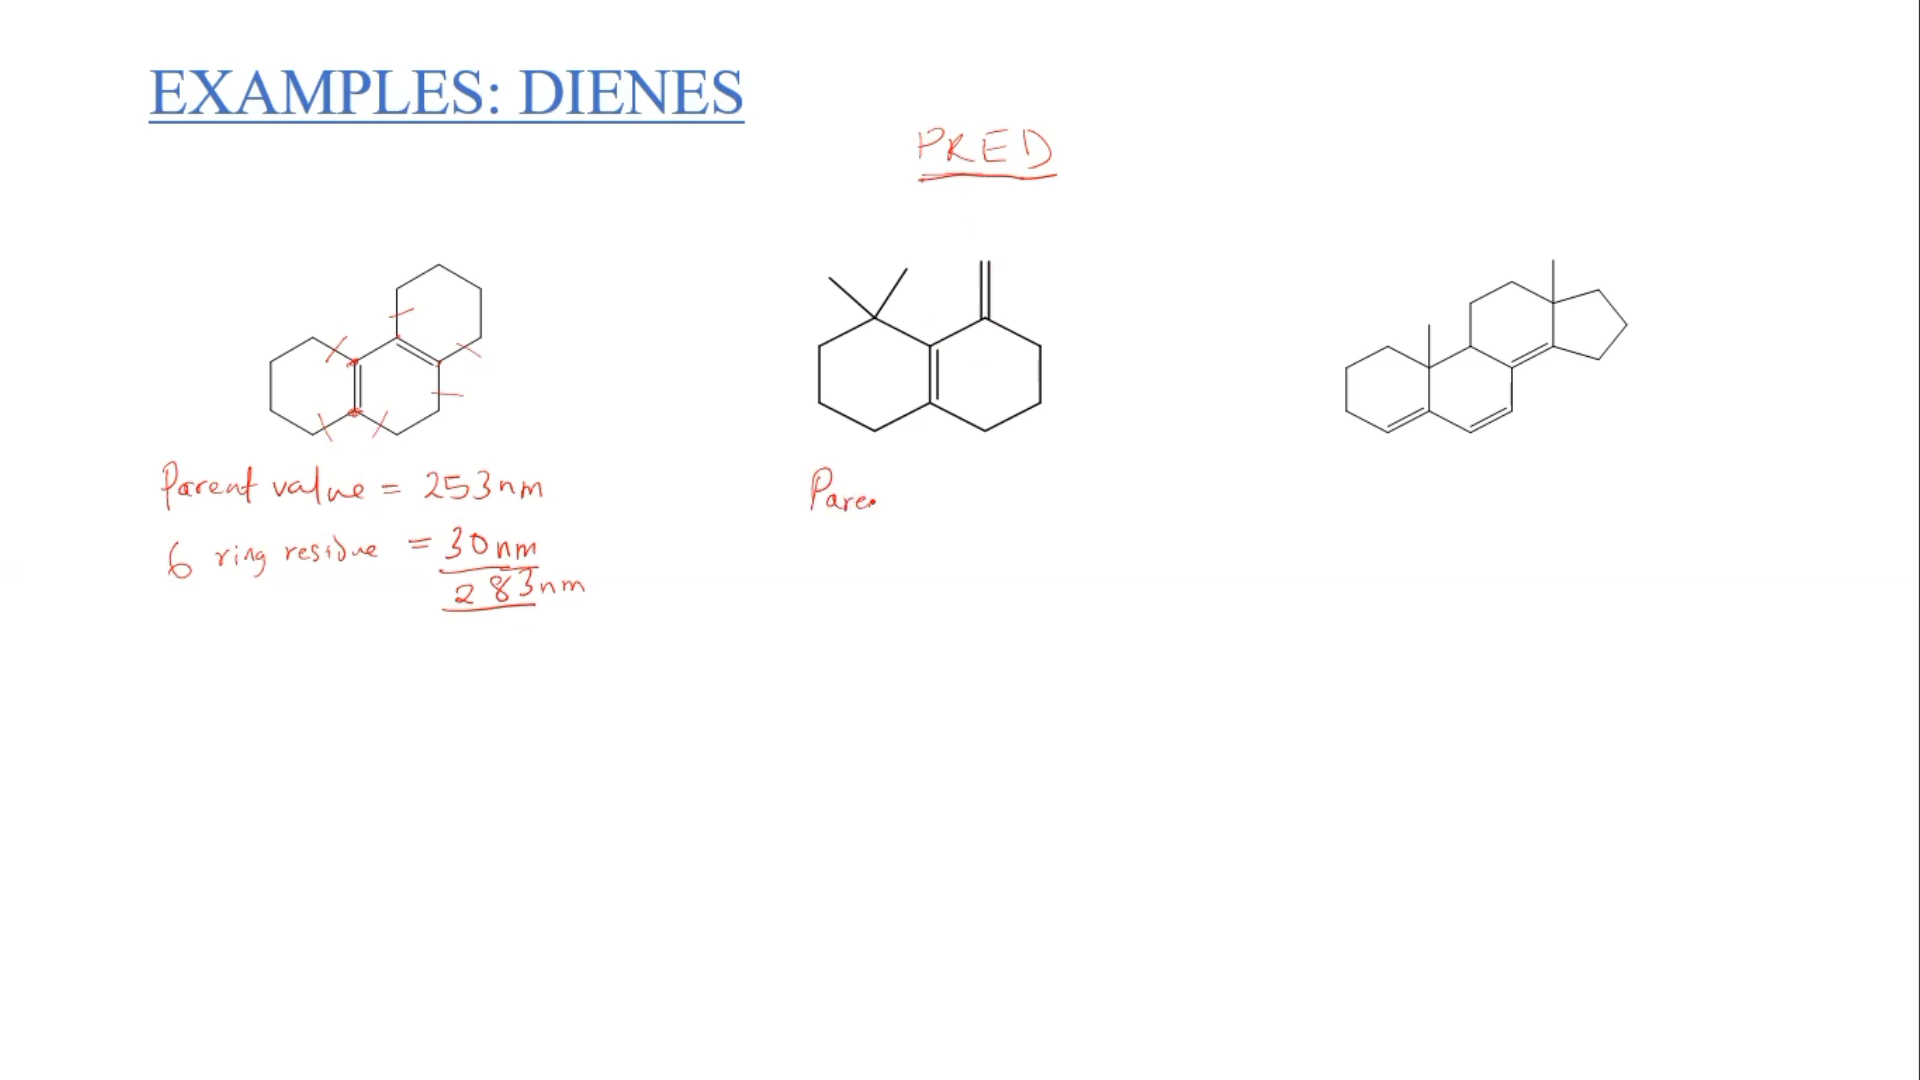 EXAMPLES: DIENES
PRED
Parent value = 253nm
6 ring residue = 30nm
283nm
Pare